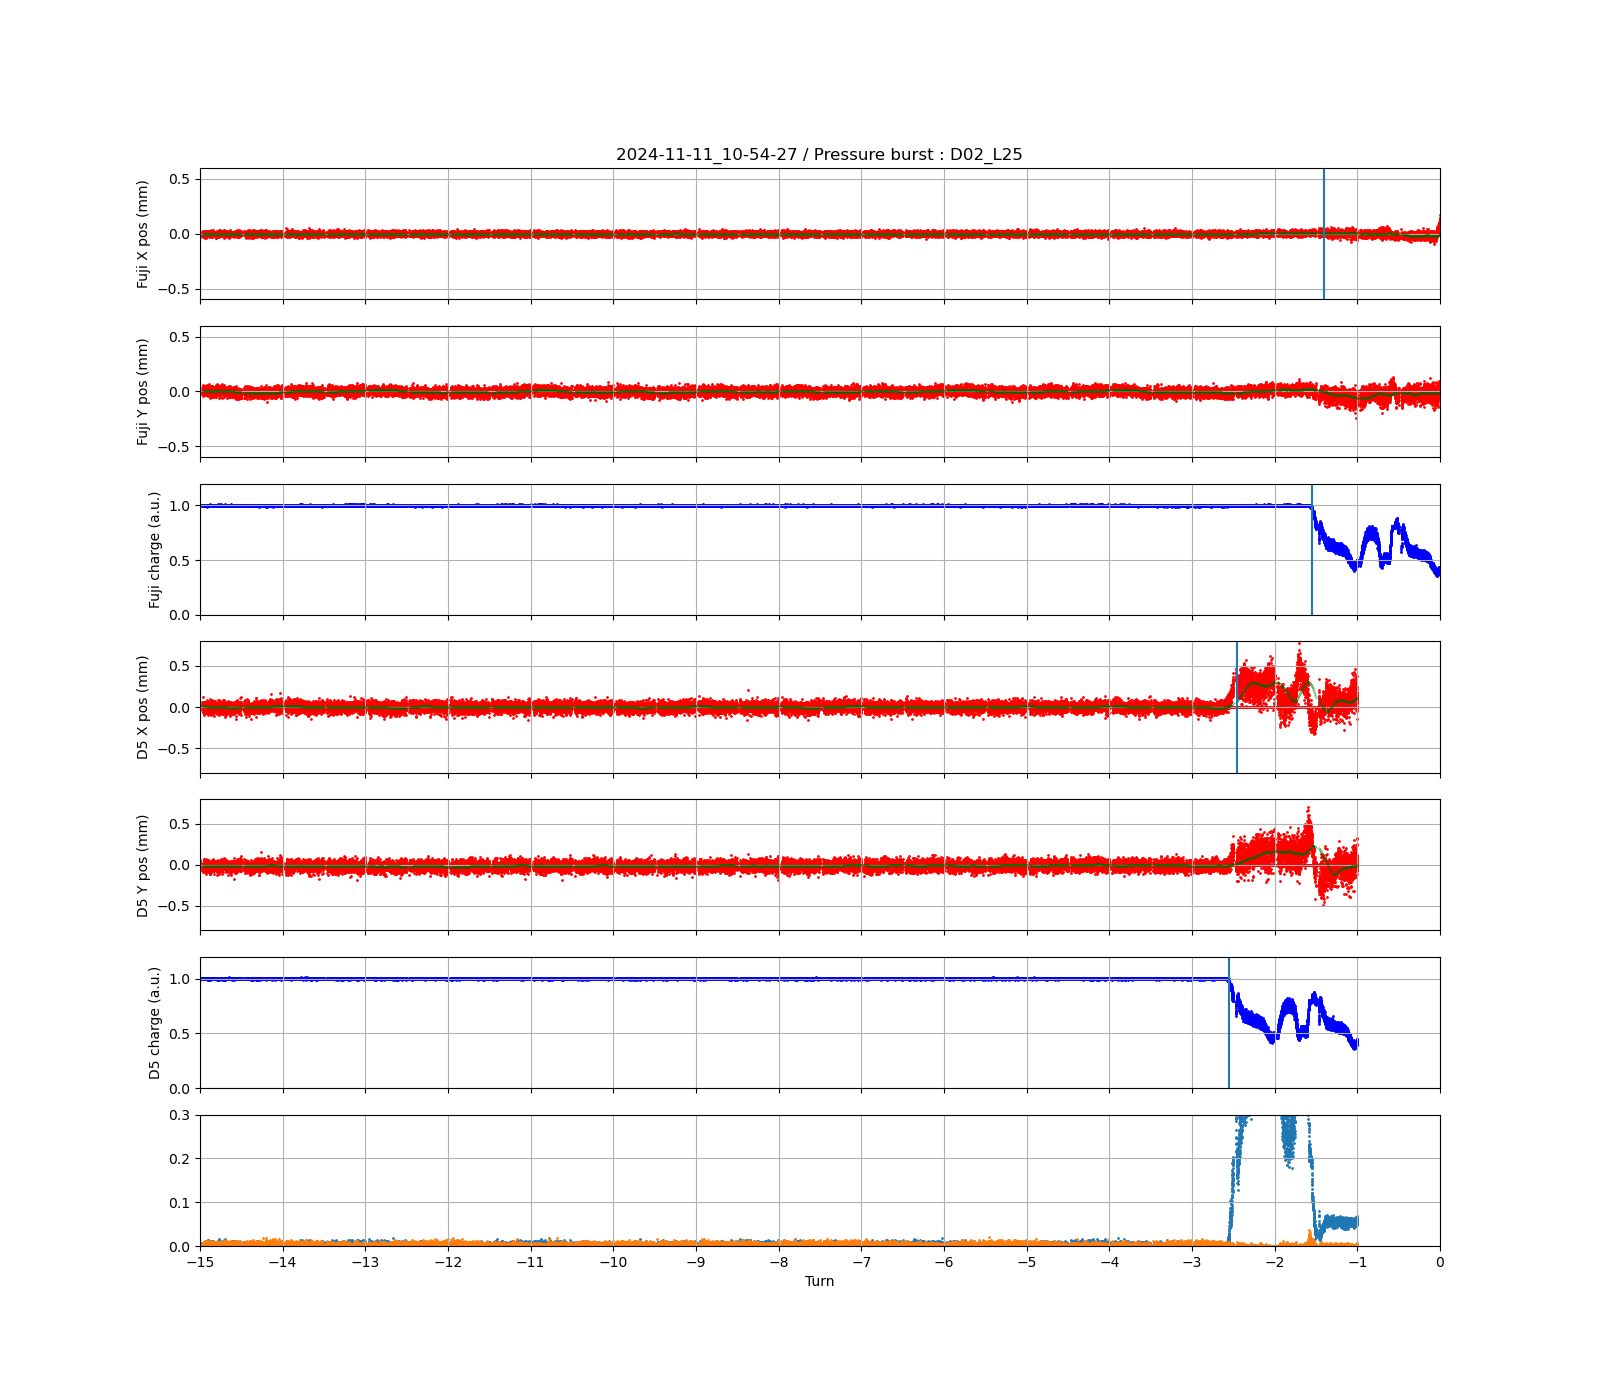 2024-11-11_10-54-27 / Pressure burst : D02_L25
Fuji X pos (mm)
0.5
0.0
−0.5
Fuji Y pos (mm)
0.5
0.0
−0.5
Fuji charge (a.u.)
1.0
0.5
0.0
D5 X pos (mm)
0.5
0.0
−0.5
D5 Y pos (mm)
0.5
0.0
−0.5
D5 charge (a.u.)
1.0
0.5
0.0
0.3
0.2
0.1
0.0
−15 −14 −13 −12 −11 −10 −9 −8 −7 −6 −5 −4 −3 −2 −1 0
Turn